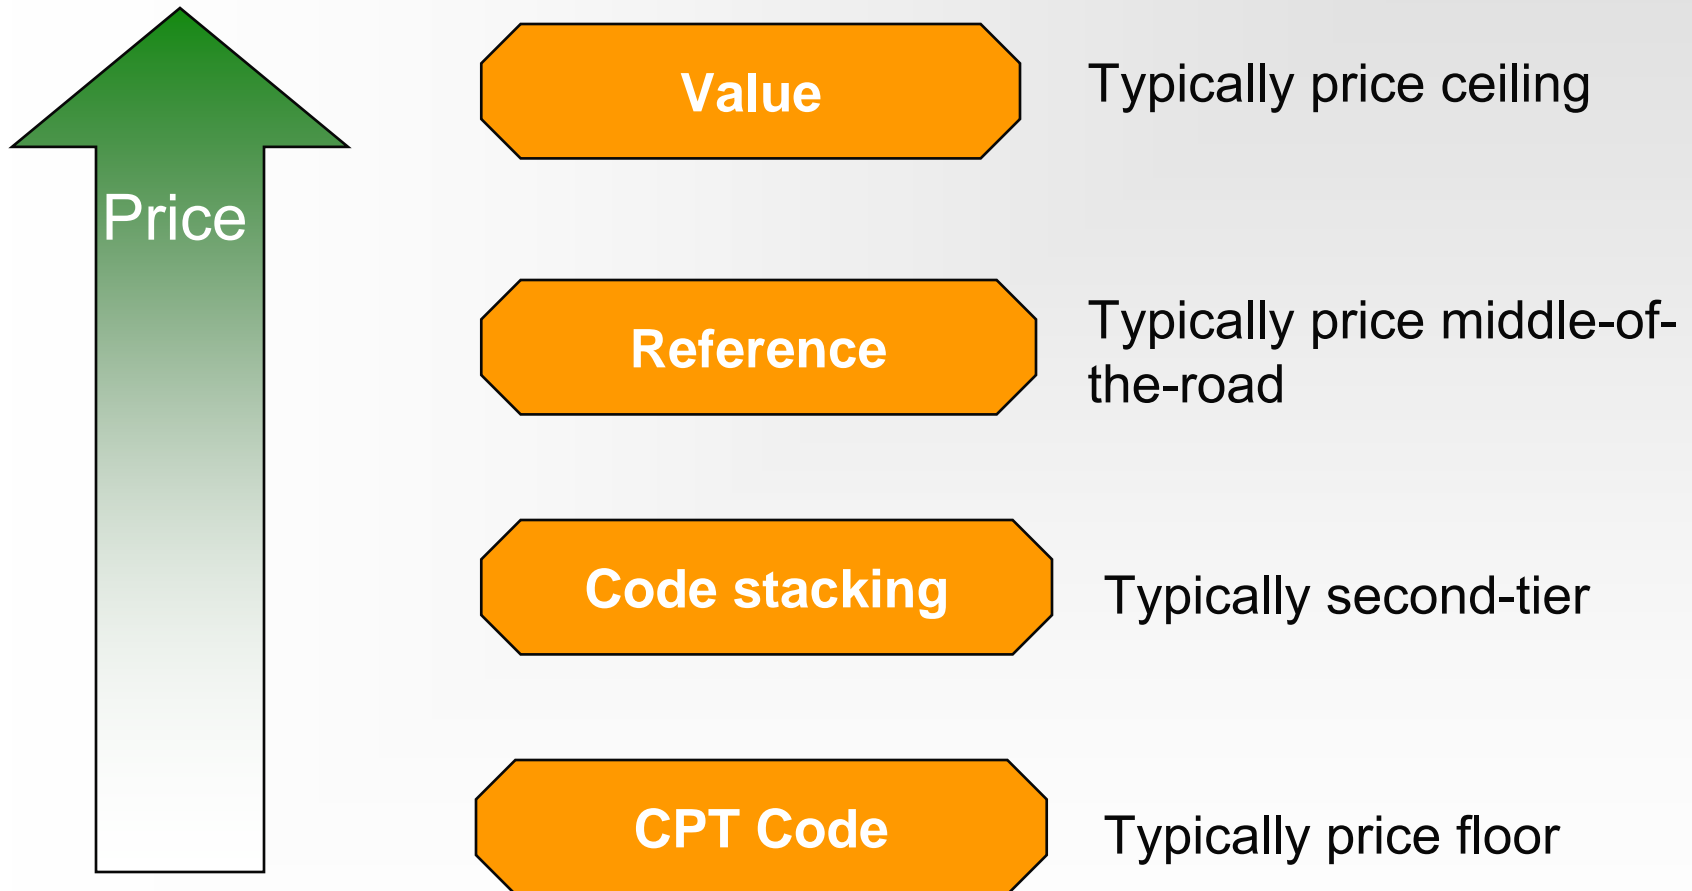 Value
Typically price ceiling
Price
Reference
Typically price middle-of-
the-road
Code stacking
Typically second-tier
CPT Code
Typically price floor